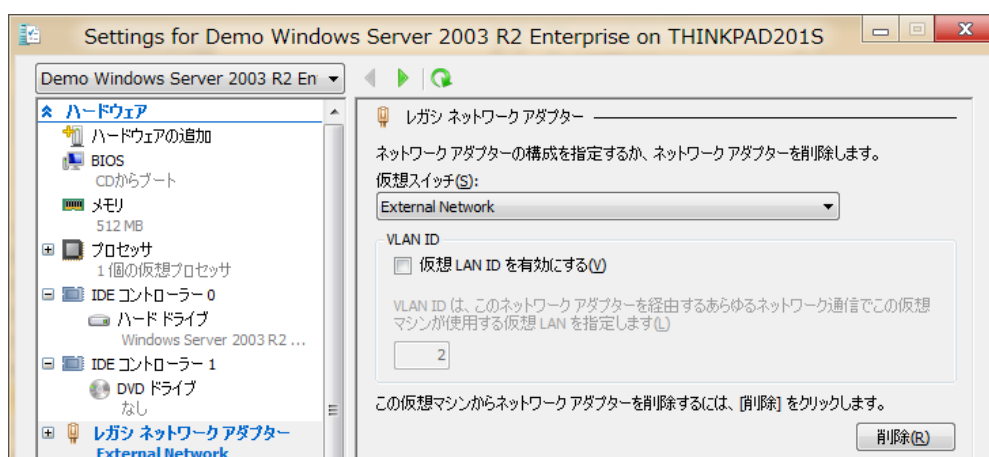 Settings for Demo Windows Server 2003 R2 Enterprise on THINKPAD201S
Demo Windows Server 2003 R2 En
ハードウェア
ハードウェアの追加
BIOS
CDからブート
メモリ
512 MB
プロセッサ
1 個の仮想プロセッサ
IDE コントローラー 0
ハード ドライブ
Windows Server 2003 R2 ...
IDE コントローラー 1
DVD ドライブ
なし
レガシ ネットワーク アダプター
External Network
レガシ ネットワーク アダプター
ネットワーク アダプターの構成を指定するか、ネットワーク アダプターを削除します。
仮想スイッチ(S):
External Network
VLAN ID
仮想 LAN ID を有効にする(V)
VLAN ID は、このネットワーク アダプターを経由するあらゆるネットワーク通信でこの仮想
マシンが使用する仮想 LAN を指定します(L)
2
この仮想マシンからネットワーク アダプターを削除するには、[削除] をクリックします。
削除(R)